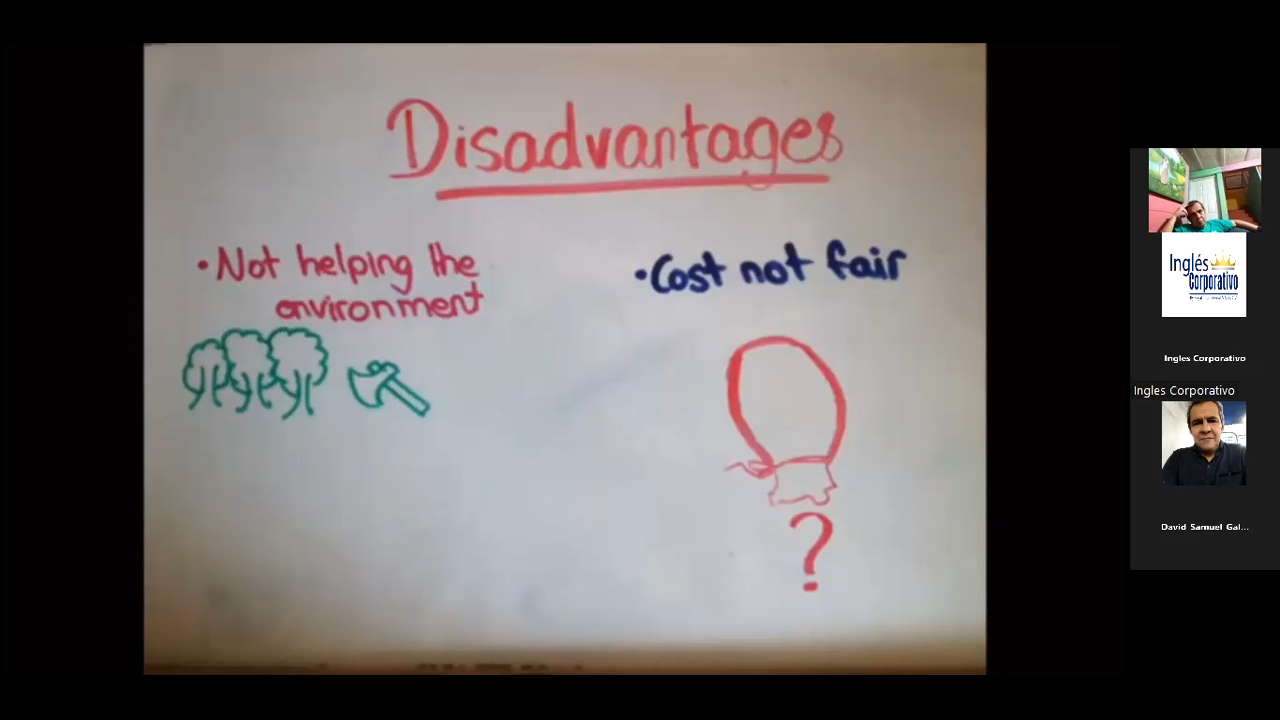 Disadvantages
• Not helping the
environment
• Cost not fair
?
Inglés
Corporativo
Ingles Corporativo
Ingles Corporativo
David Samuel Gal...